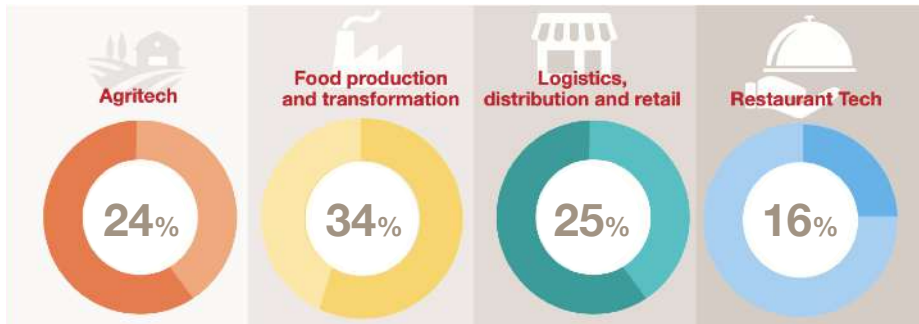 Agritech
24%
Food production
and transformation
34%
Logistics,
distribution and retail
25%
Restaurant Tech
16%